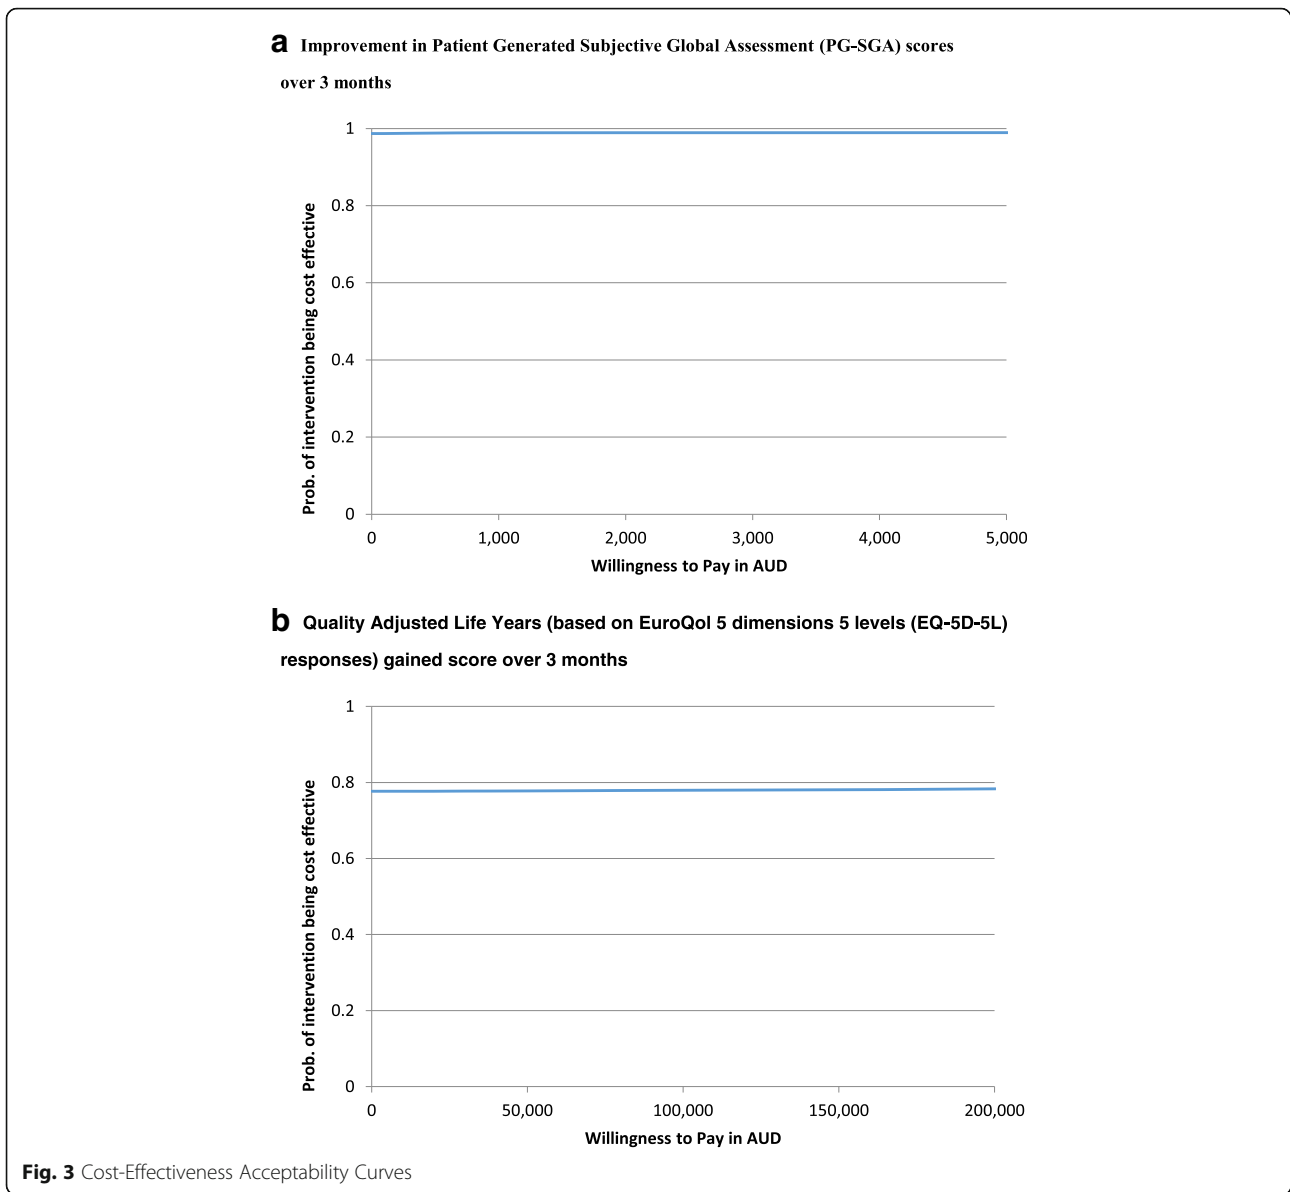 a Improvement in Patient Generated Subjective Global Assessment (PG-SGA) scores
over 3 months
1
0.8
0.6
0.4
0.2
0
Prob. of intervention being cost effective
0 1,000 2,000 3,000 4,000 5,000
Willingness to Pay in AUD
b Quality Adjusted Life Years (based on EuroQol 5 dimensions 5 levels (EQ-5D-5L)
responses) gained score over 3 months
1
0.8
0.6
0.4
0.2
0
Prob. of intervention being cost effective
0 50,000 100,000 150,000 200,000
Willingness to Pay in AUD
Fig. 3 Cost-Effectiveness Acceptability Curves